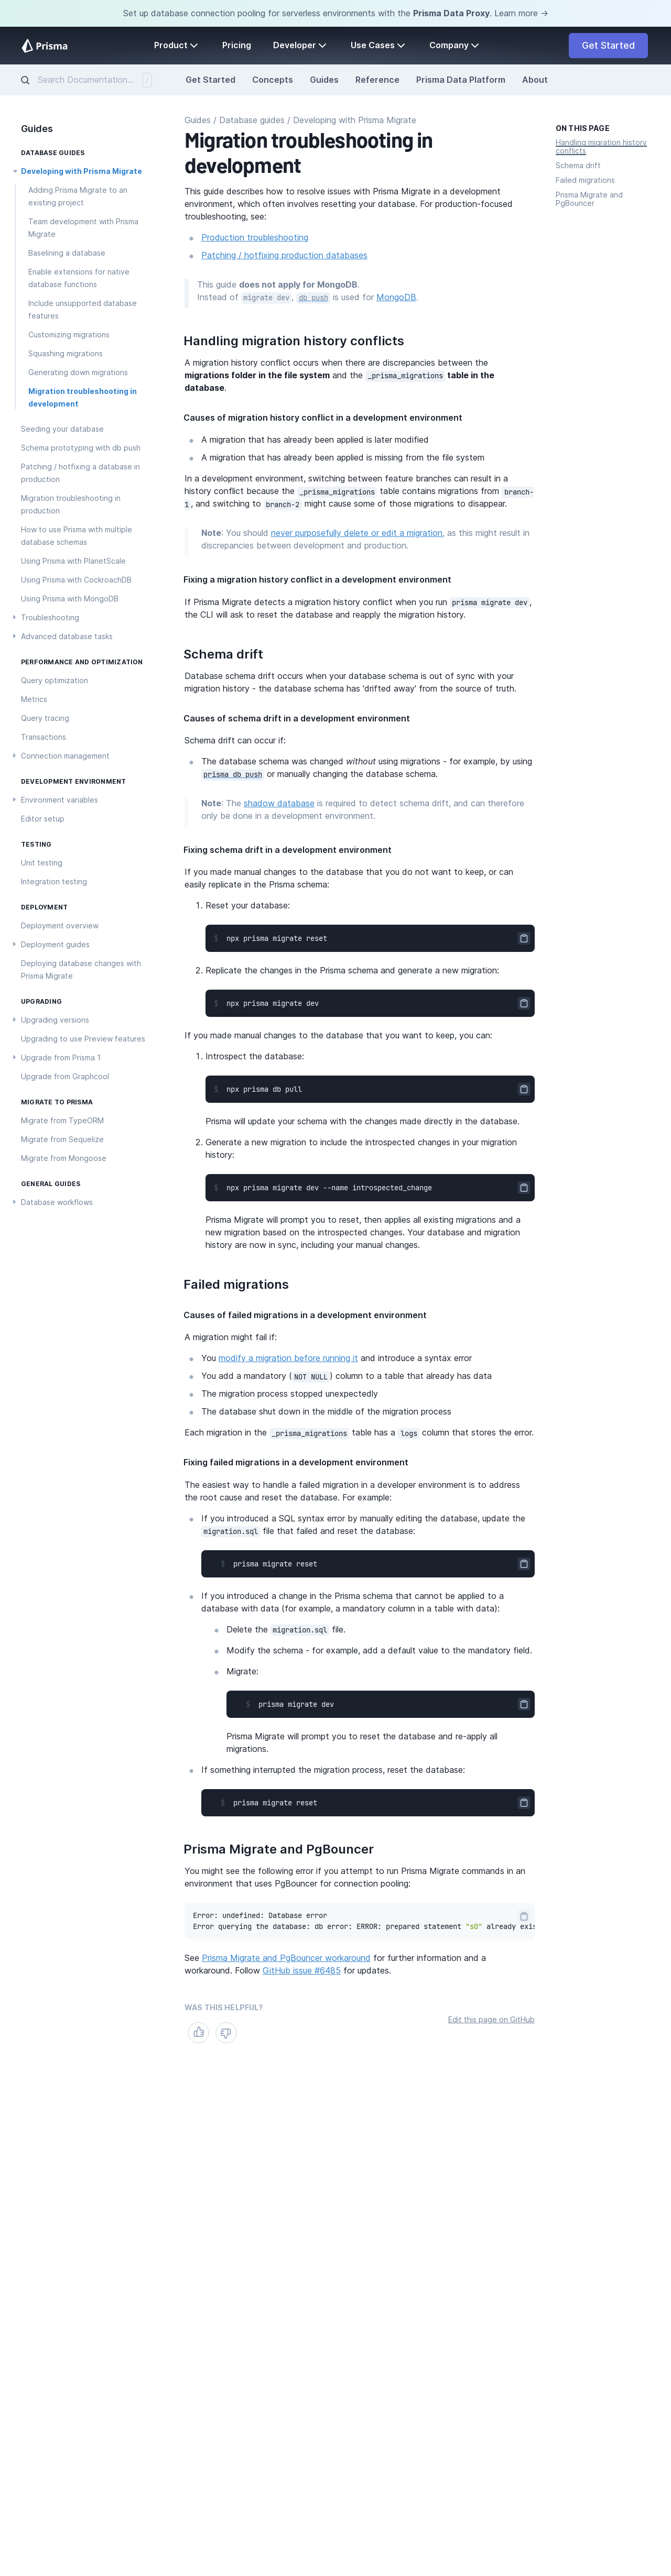 Set up database connection pooling for serverless environments with the Prisma Data Proxy. Learn more →
Prisma
Product
Pricing
Developer
Use Cases
Company
Get Started
Search Documentation... /
Get Started
Concepts
Guides
Reference
Prisma Data Platform
About
Guides
DATABASE GUIDES
Developing with Prisma Migrate
Adding Prisma Migrate to an
existing project
Team development with Prisma
Migrate
Baselining a database
Enable extensions for native
database functions
Include unsupported database
features
Customizing migrations
Squashing migrations
Generating down migrations
Migration troubleshooting in
development
Seeding your database
Schema prototyping with db push
Patching / hotfixing a database in
production
Migration troubleshooting in
production
How to use Prisma with multiple
database schemas
Using Prisma with PlanetScale
Using Prisma with CockroachDB
Using Prisma with MongoDB
Troubleshooting
Advanced database tasks
PERFORMANCE AND OPTIMIZATION
Query optimization
Metrics
Query tracing
Transactions
Connection management
DEVELOPMENT ENVIRONMENT
Environment variables
Editor setup
TESTING
Unit testing
Integration testing
DEPLOYMENT
Deployment overview
Deployment guides
Deploying database changes with
Prisma Migrate
UPGRADING
Upgrading versions
Upgrading to use Preview features
Upgrade from Prisma 1
Upgrade from Graphcool
MIGRATE TO PRISMA
Migrate from TypeORM
Migrate from Sequelize
Migrate from Mongoose
GENERAL GUIDES
Database workflows
Guides / Database guides / Developing with Prisma Migrate
Migration troubleshooting in
development
This guide describes how to resolve issues with Prisma Migrate in a development
environment, which often involves resetting your database. For production-focused
troubleshooting, see:
Production troubleshooting
Patching / hotfixing production databases
This guide does not apply for MongoDB.
Instead of migrate dev, db push is used for MongoDB.
Handling migration history conflicts
A migration history conflict occurs when there are discrepancies between the
migrations folder in the file system and the _prisma_migrations table in the
database.
Causes of migration history conflict in a development environment
A migration that has already been applied is later modified
A migration that has already been applied is missing from the file system
In a development environment, switching between feature branches can result in a
history conflict because the _prisma_migrations table contains migrations from branch-
1, and switching to branch-2 might cause some of those migrations to disappear.
Note: You should never purposefully delete or edit a migration, as this might result in
discrepancies between development and production.
Fixing a migration history conflict in a development environment
If Prisma Migrate detects a migration history conflict when you run prisma migrate dev,
the CLI will ask to reset the database and reapply the migration history.
Schema drift
Database schema drift occurs when your database schema is out of sync with your
migration history - the database schema has 'drifted away' from the source of truth.
Causes of schema drift in a development environment
Schema drift can occur if:
The database schema was changed without using migrations - for example, by using
prisma db push or manually changing the database schema.
Note: The shadow database is required to detect schema drift, and can therefore
only be done in a development environment.
Fixing schema drift in a development environment
If you made manual changes to the database that you do not want to keep, or can
easily replicate in the Prisma schema:
1. Reset your database:
$ npx prisma migrate reset
2. Replicate the changes in the Prisma schema and generate a new migration:
$ npx prisma migrate dev
If you made manual changes to the database that you want to keep, you can:
1. Introspect the database:
$ npx prisma db pull
Prisma will update your schema with the changes made directly in the database.
2. Generate a new migration to include the introspected changes in your migration
history:
$ npx prisma migrate dev --name introspected_change
Prisma Migrate will prompt you to reset, then applies all existing migrations and a
new migration based on the introspected changes. Your database and migration
history are now in sync, including your manual changes.
Failed migrations
Causes of failed migrations in a development environment
A migration might fail if:
You modify a migration before running it and introduce a syntax error
You add a mandatory (NOT NULL) column to a table that already has data
The migration process stopped unexpectedly
The database shut down in the middle of the migration process
Each migration in the _prisma_migrations table has a logs column that stores the error.
Fixing failed migrations in a development environment
The easiest way to handle a failed migration in a developer environment is to address
the root cause and reset the database. For example:
If you introduced a SQL syntax error by manually editing the database, update the
migration.sql file that failed and reset the database:
$ prisma migrate reset
If you introduced a change in the Prisma schema that cannot be applied to a
database with data (for example, a mandatory column in a table with data):
Delete the migration.sql file.
Modify the schema - for example, add a default value to the mandatory field.
Migrate:
$ prisma migrate dev
Prisma Migrate will prompt you to reset the database and re-apply all
migrations.
If something interrupted the migration process, reset the database:
$ prisma migrate reset
Prisma Migrate and PgBouncer
You might see the following error if you attempt to run Prisma Migrate commands in an
environment that uses PgBouncer for connection pooling:
Error: undefined: Database error
Error querying the database: db error: ERROR: prepared statement "s0" already exis
See Prisma Migrate and PgBouncer workaround for further information and a
workaround. Follow GitHub issue #6485 for updates.
WAS THIS HELPFUL?
Edit this page on GitHub
ON THIS PAGE
Handling migration history
conflicts
Schema drift
Failed migrations
Prisma Migrate and
PgBouncer